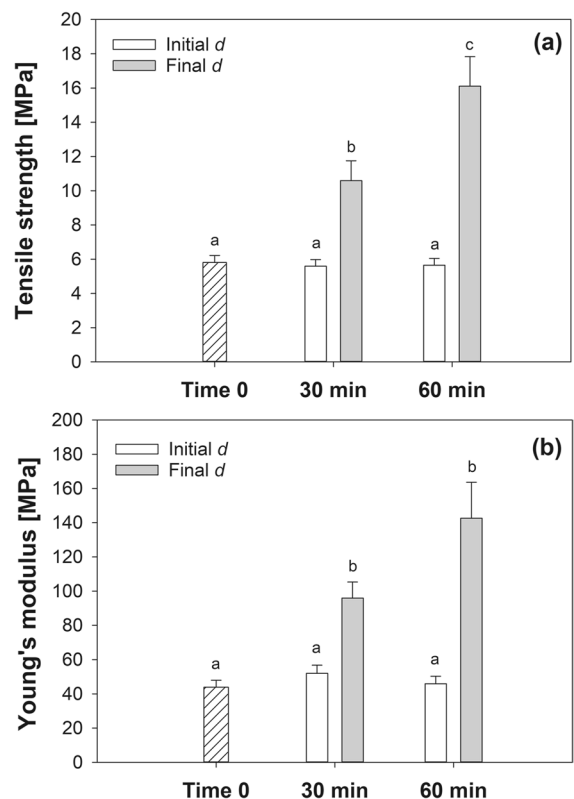 20
18
16
14
12
10
8
6
4
2
0
Tensile strength [MPa]
Initial d
Final d
(a)
a
a
b
a
c
Time 0
30 min
60 min
200
180
160
140
120
100
80
60
40
20
0
Young's modulus [MPa]
Initial d
Final d
(b)
a
a
b
a
b
Time 0
30 min
60 min